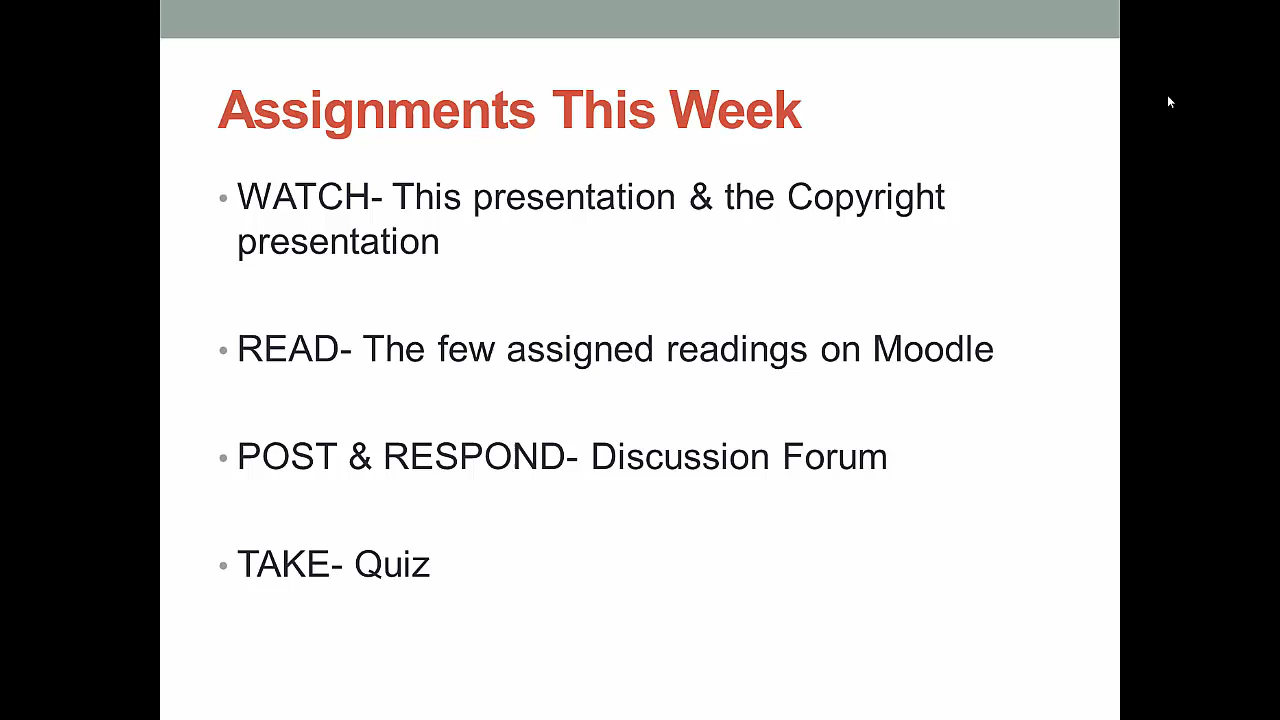 Assignments This Week
• WATCH- This presentation & the Copyright
presentation
• READ- The few assigned readings on Moodle
• POST & RESPOND- Discussion Forum
• TAKE- Quiz